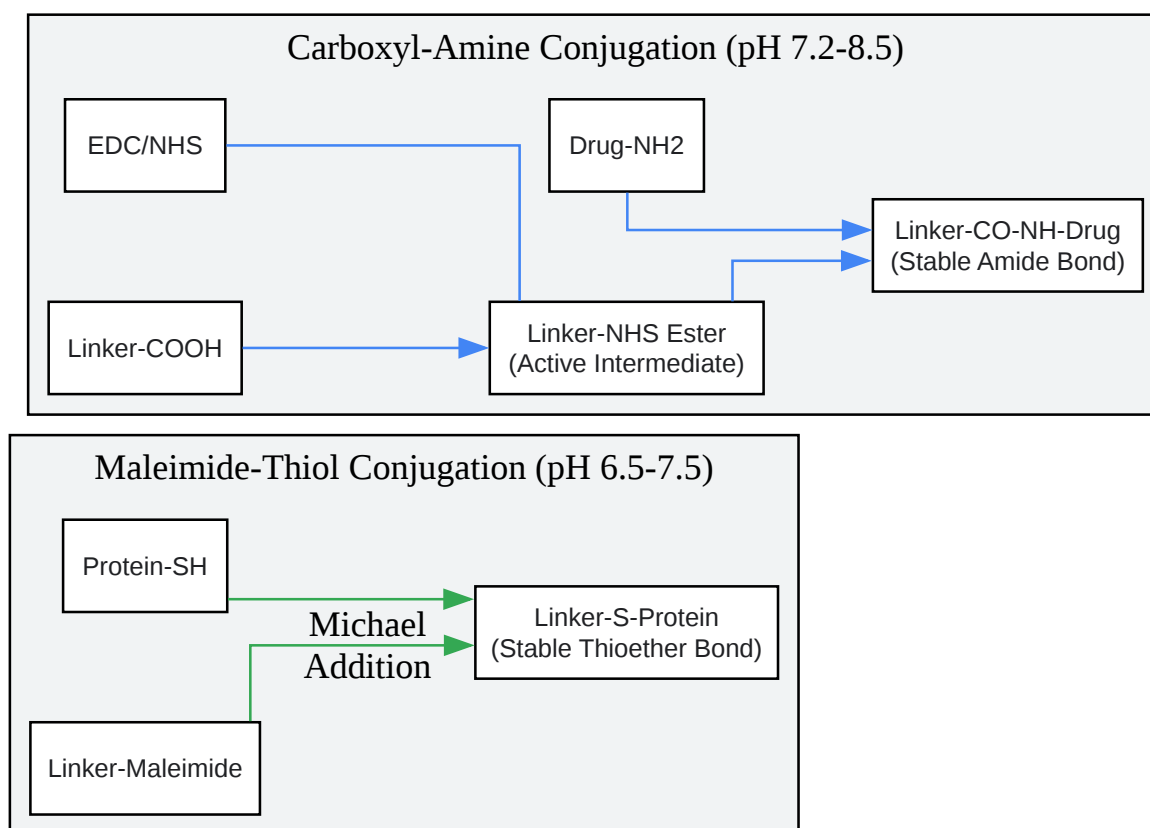 Carboxyl-Amine Conjugation (pH 7.2-8.5)
EDC/NHS
Drug-NH2
Linker-CO-NH-Drug
(Stable Amide Bond)
Linker-COOH
Linker-NHS Ester
(Active Intermediate)
Maleimide-Thiol Conjugation (pH 6.5-7.5)
Protein-SH
Michael
Addition
Linker-S-Protein
(Stable Thioether Bond)
Linker-Maleimide